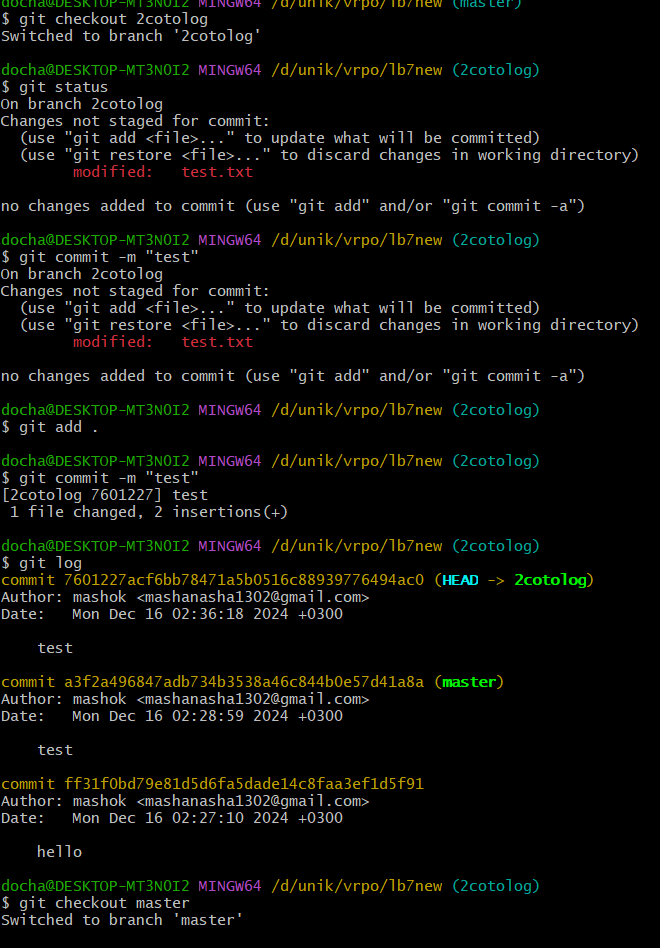 docha@DESKTOP-MT3NOI2 MINGW64 /d/unik/vrpo/lb7new (master)
$ git checkout 2cotolog
Switched to branch '2cotolog'

docha@DESKTOP-MT3NOI2 MINGW64 /d/unik/vrpo/lb7new (2cotolog)
$ git status
On branch 2cotolog
Changes not staged for commit:
  (use "git add <file>..." to update what will be committed)
  (use "git restore <file>..." to discard changes in working directory)
        modified:   test.txt

no changes added to commit (use "git add" and/or "git commit -a")

docha@DESKTOP-MT3NOI2 MINGW64 /d/unik/vrpo/lb7new (2cotolog)
$ git commit -m "test"
On branch 2cotolog
Changes not staged for commit:
  (use "git add <file>..." to update what will be committed)
  (use "git restore <file>..." to discard changes in working directory)
        modified:   test.txt

no changes added to commit (use "git add" and/or "git commit -a")

docha@DESKTOP-MT3NOI2 MINGW64 /d/unik/vrpo/lb7new (2cotolog)
$ git add .

docha@DESKTOP-MT3NOI2 MINGW64 /d/unik/vrpo/lb7new (2cotolog)
$ git commit -m "test"
[2cotolog 7601227] test
 1 file changed, 2 insertions(+)

docha@DESKTOP-MT3NOI2 MINGW64 /d/unik/vrpo/lb7new (2cotolog)
$ git log
commit 7601227acf6bb78471a5b0516c88939776494ac0 (HEAD -> 2cotolog)
Author: mashok <mashanasha1302@gmail.com>
Date:   Mon Dec 16 02:36:18 2024 +0300

    test

commit a3f2a496847adb734b3538a46c844b0e57d41a8a (master)
Author: mashok <mashanasha1302@gmail.com>
Date:   Mon Dec 16 02:28:59 2024 +0300

    test

commit ff31f0bd79e81d5d6fa5dade14c8faa3ef1d5f91
Author: mashok <mashanasha1302@gmail.com>
Date:   Mon Dec 16 02:27:10 2024 +0300

    hello

docha@DESKTOP-MT3NOI2 MINGW64 /d/unik/vrpo/lb7new (2cotolog)
$ git checkout master
Switched to branch 'master'